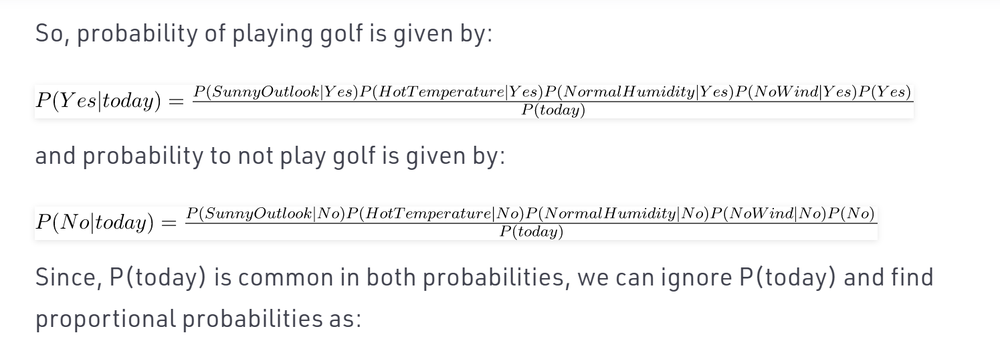 So, probability of playing golf is given by:
P(Yes|today) = P(SunnyOutlook|Yes)P(HotTemperature|Yes)P(NormalHumidity|Yes)P(NoWind|Yes)P(Yes)
P(today)
and probability to not play golf is given by:
P(No|today) = P(SunnyOutlook|No)P(HotTemperature|No)P(NormalHumidity|No)P(NoWind|No)P(No)
P(today)
Since, P(today) is common in both probabilities, we can ignore P(today) and find
proportional probabilities as: